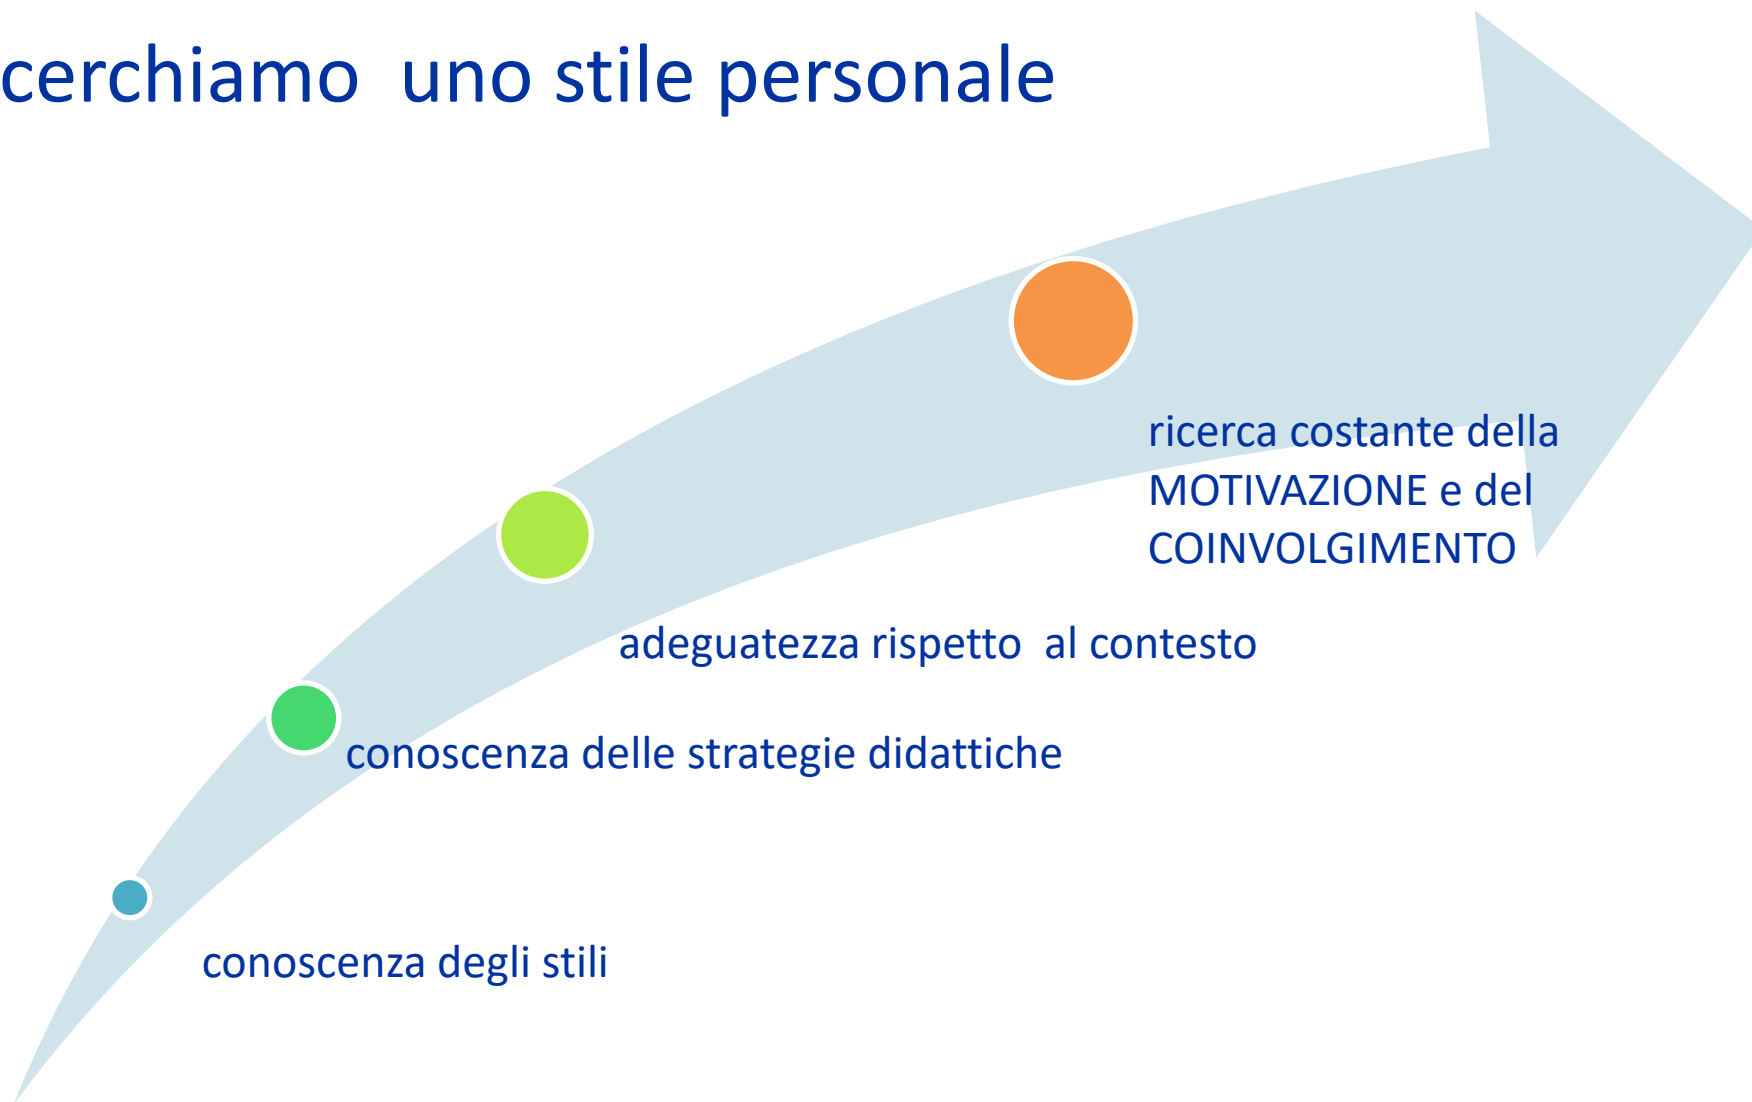 cerchiamo  uno stile personale
ricerca costante della
MOTIVAZIONE e del
COINVOLGIMENTO
adeguatezza rispetto  al contesto
conoscenza delle strategie didattiche
conoscenza degli stili